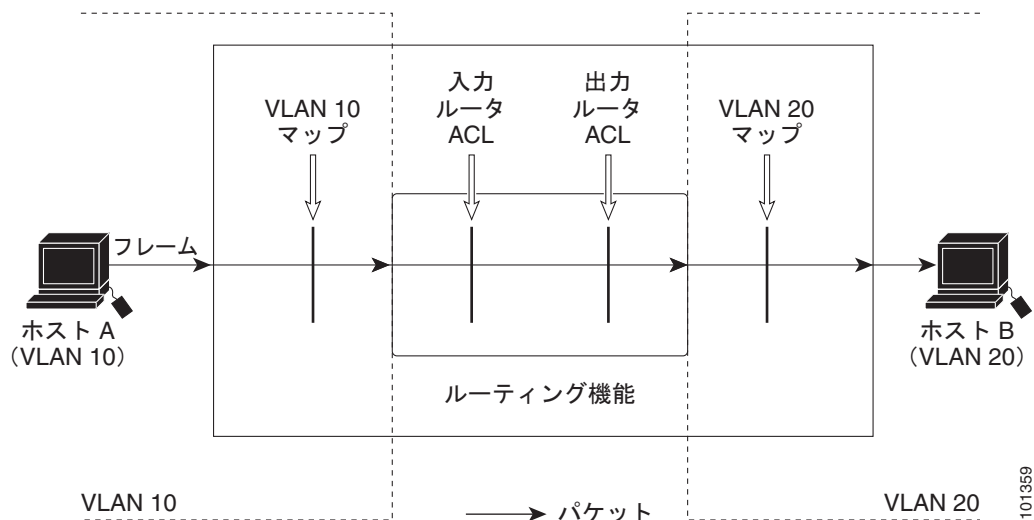 VLAN 10
マップ
入力
ルータ
ACL
出力
ルータ
ACL
VLAN 20
マップ
フレーム
ホスト A
（VLAN 10）
ホスト B
（VLAN 20）
ルーティング機能
VLAN 10
パケット
VLAN 20
101359